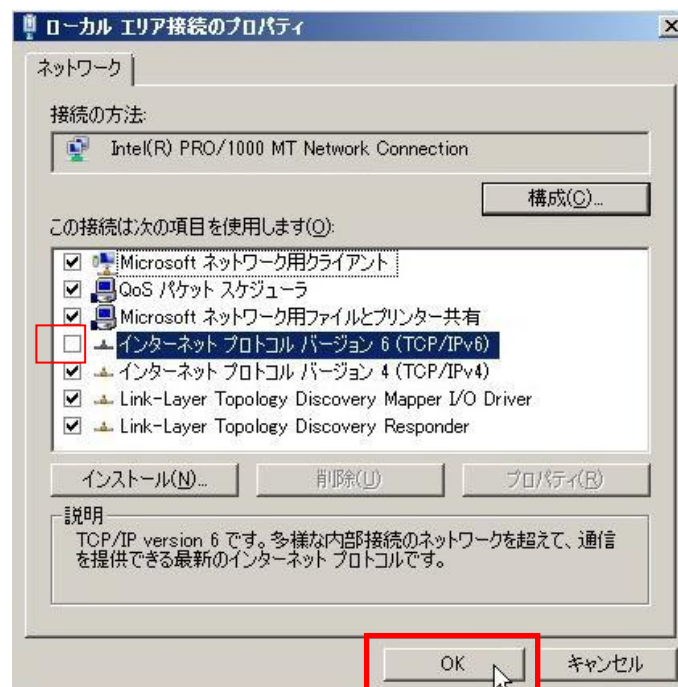 ローカル エリア接続のプロパティ
ネットワーク
接続の方法:
Intel(R) PRO/1000 MT Network Connection
構成(C)...
この接続は次の項目を使用します(O):
Microsoft ネットワーク用クライアント
QoS パケット スケジューラ
Microsoft ネットワーク用ファイルとプリンター共有
インターネット プロトコル バージョン 6 (TCP/IPv6)
インターネット プロトコル バージョン 4 (TCP/IPv4)
Link-Layer Topology Discovery Mapper I/O Driver
Link-Layer Topology Discovery Responder
インストール(N)... 削除(U) プロパティ(R)
説明
TCP/IP version 6 です。多様な内部接続のネットワークを超えて、通信
を提供できる最新のインターネット プロトコルです。
OK キャンセル